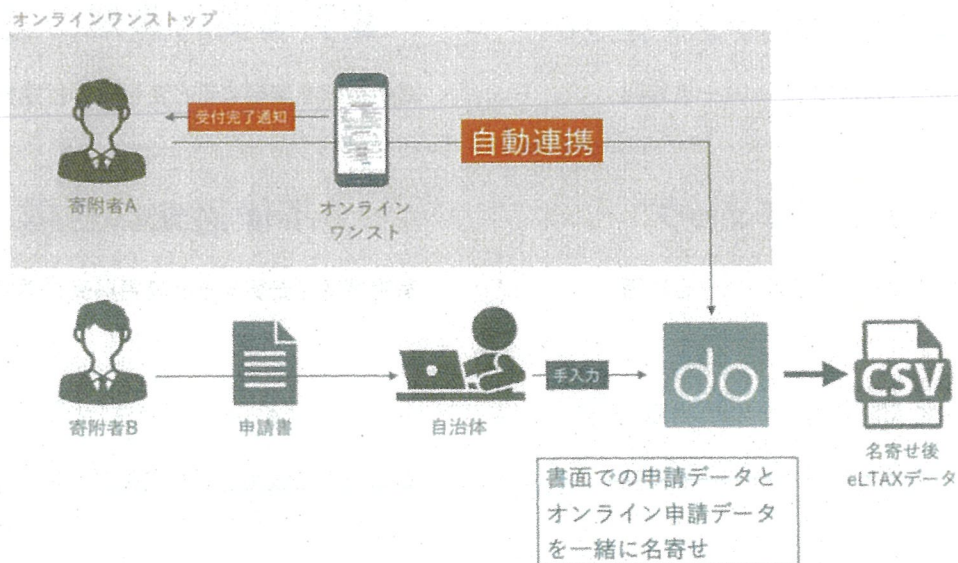 オンラインワンストップ
受付完了通知
自動連携
寄附者A
オンライン
ワンスト
do
CSV
手入力
寄附者B
申請書
自治体
名寄せ後
eLTAXデータ
書面での申請データと
オンライン申請データ
を一緒に名寄せ